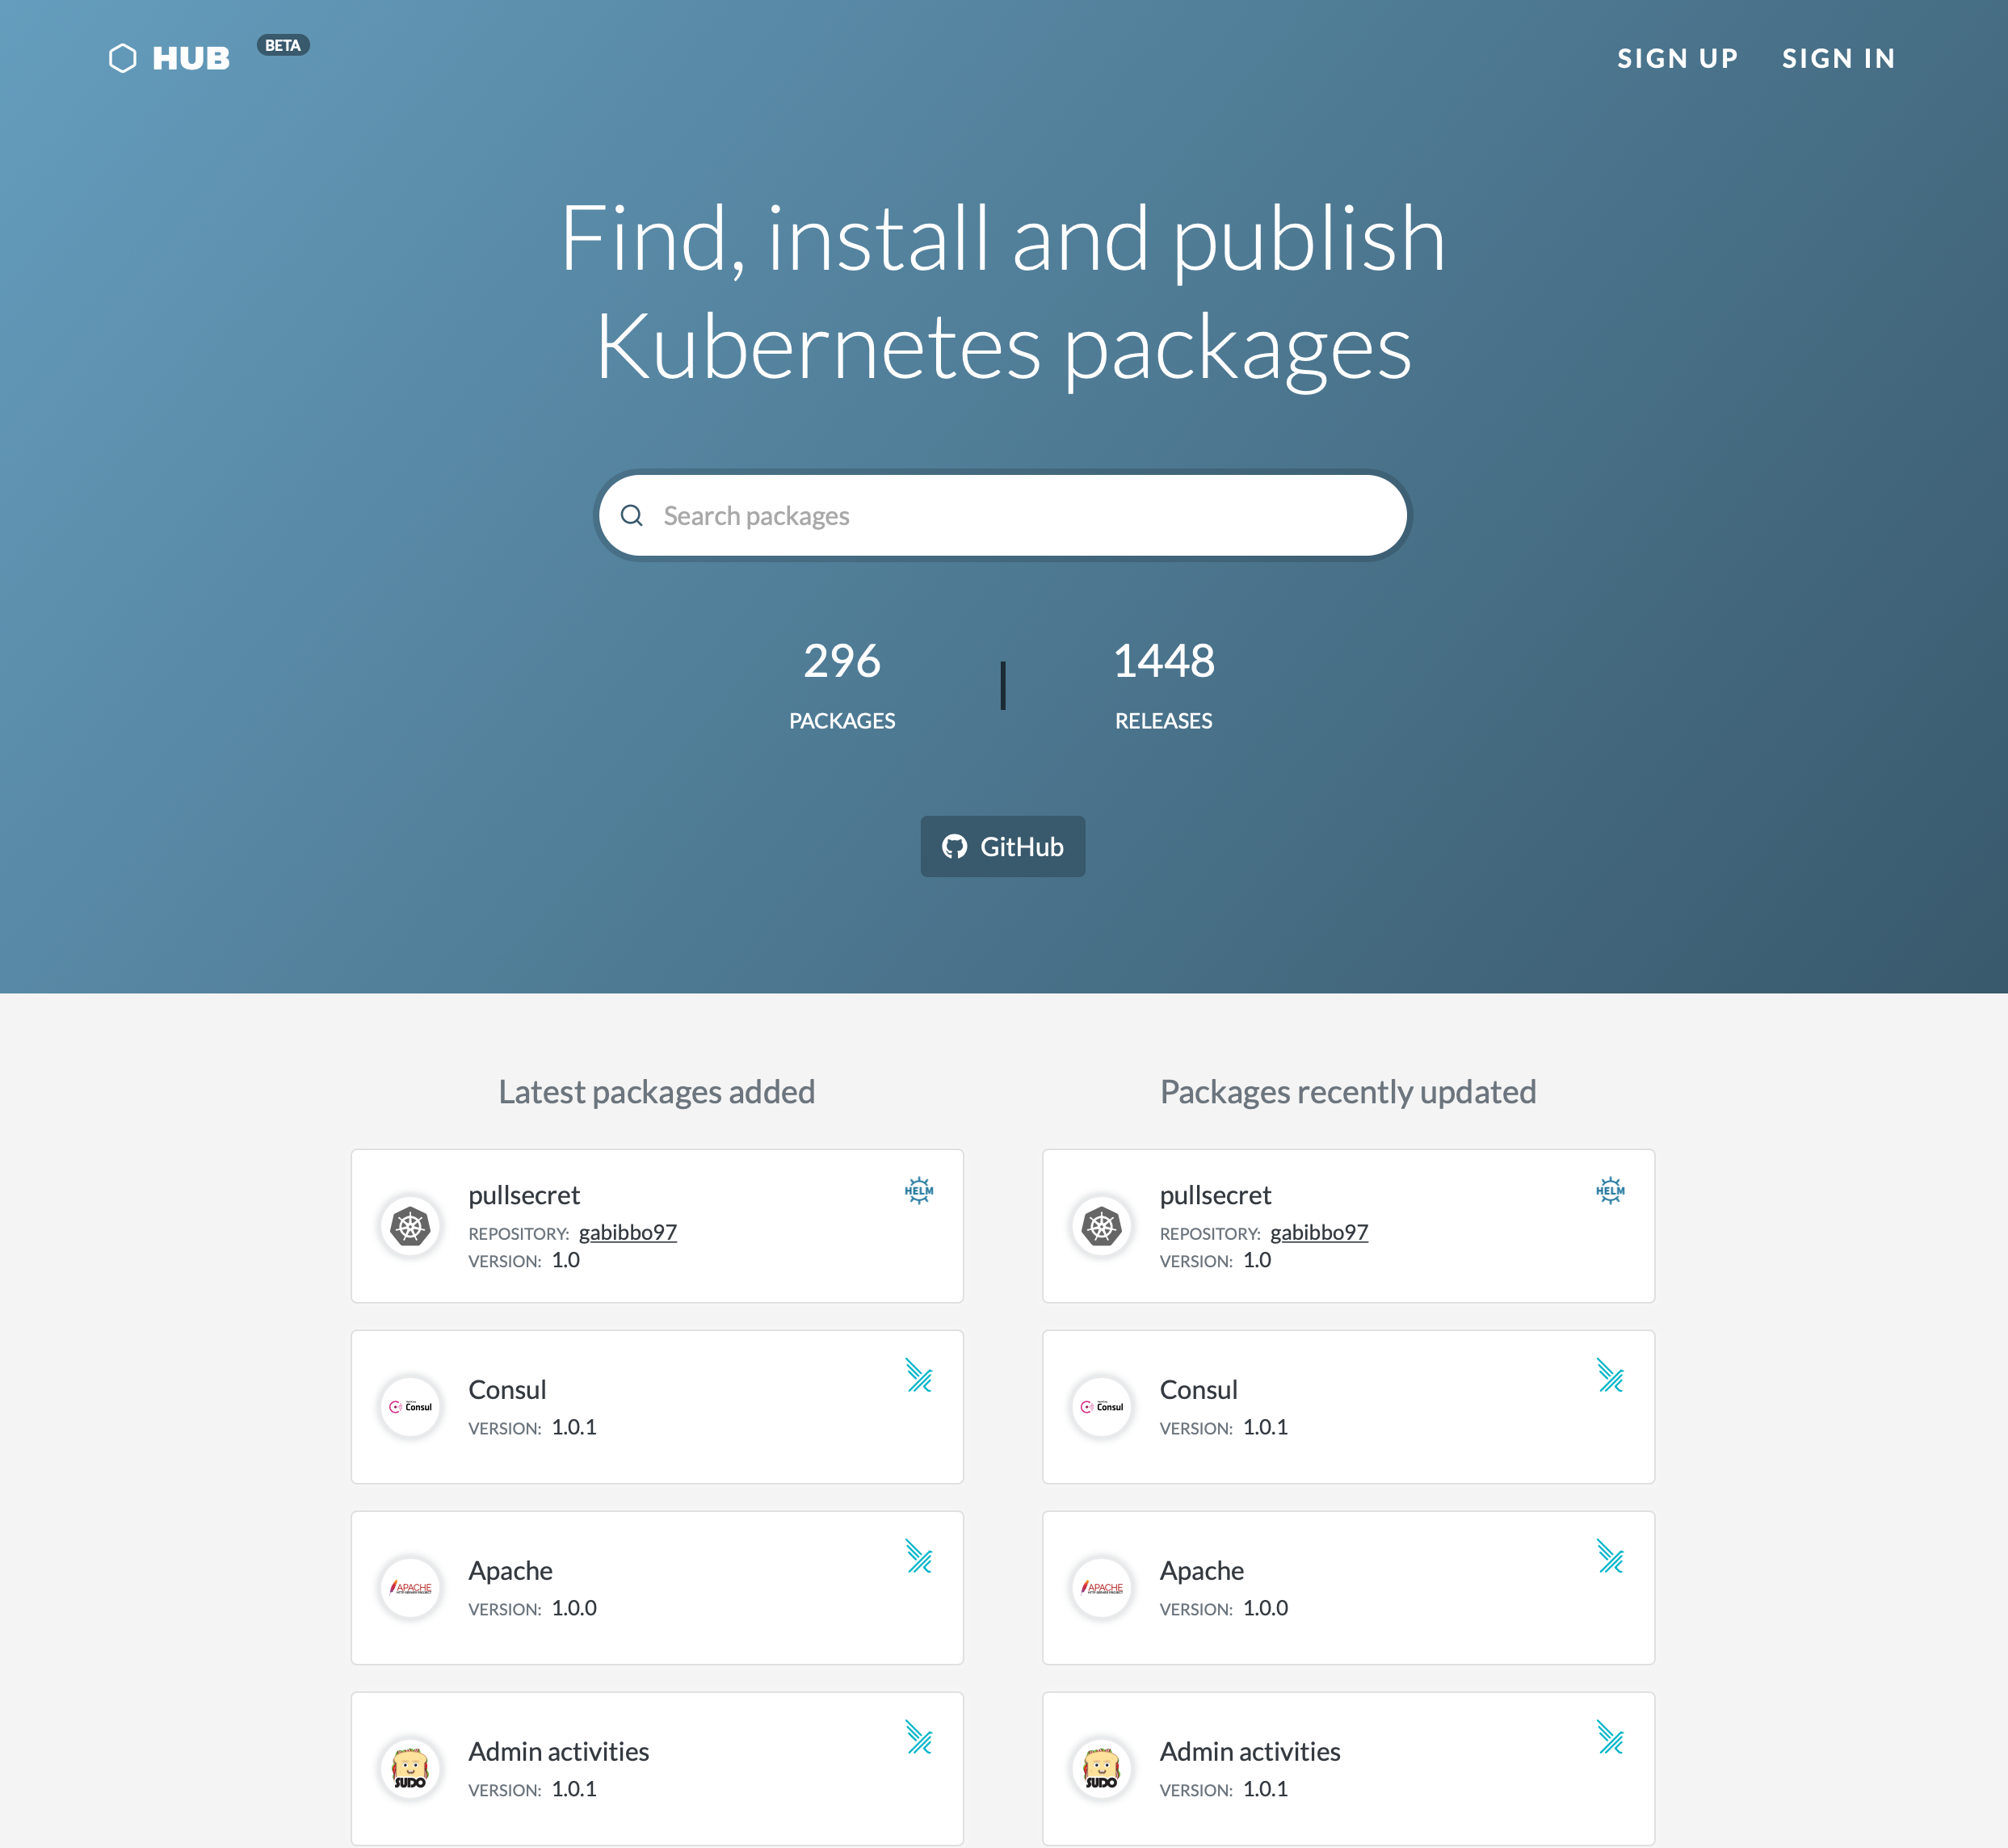 HUB BETA
SIGN UP SIGN IN
Find, install and publish
Kubernetes packages
Search packages
296
PACKAGES
1448
RELEASES
GitHub
Latest packages added
pullsecret
HELM
REPOSITORY: gabibbo97
VERSION: 1.0
Consul
Consul
VERSION: 1.0.1
APACHE
Apache
VERSION: 1.0.0
SUDO
Admin activities
VERSION: 1.0.1
Packages recently updated
pullsecret
HELM
REPOSITORY: gabibbo97
VERSION: 1.0
Consul
Consul
VERSION: 1.0.1
APACHE
Apache
VERSION: 1.0.0
SUDO
Admin activities
VERSION: 1.0.1